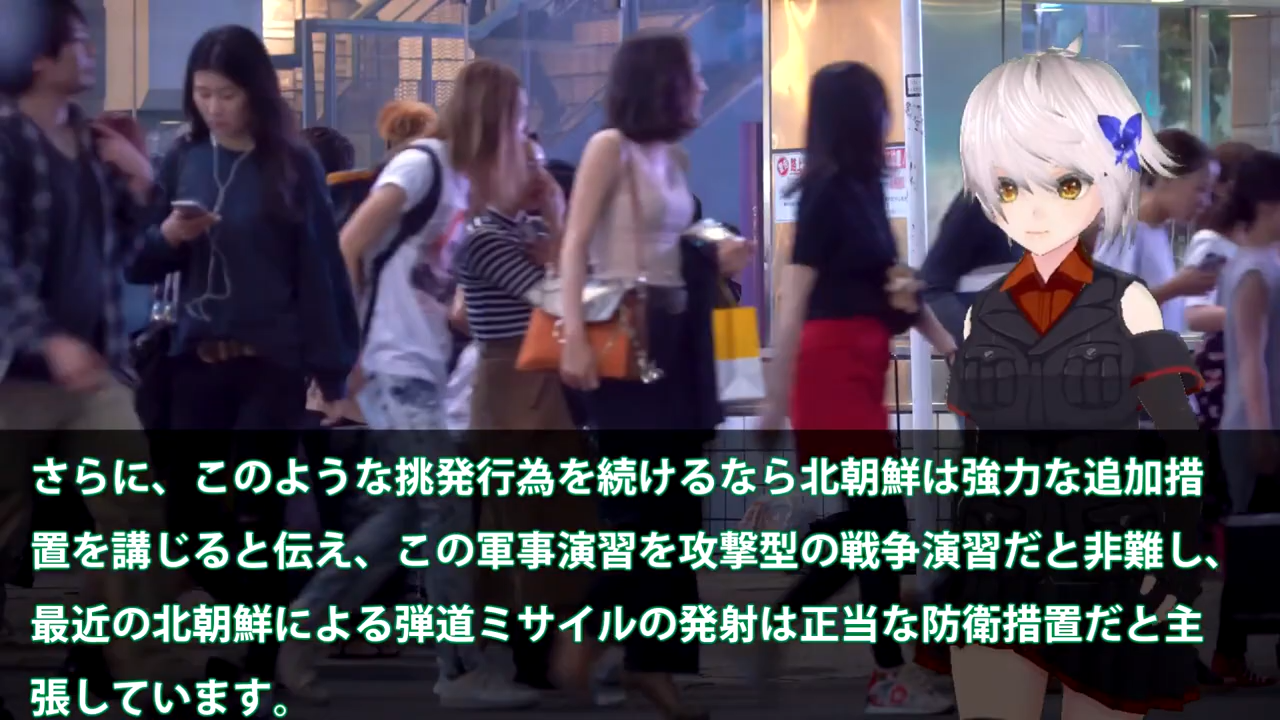 さらに、このような挑発行為を続けるなら北朝鮮は強力な追加措
置を講じると伝え、この軍事演習を攻撃型の戦争演習だと非難し、
最近の北朝鮮による弾道ミサイルの発射は正当な防衛措置だと主
張しています。